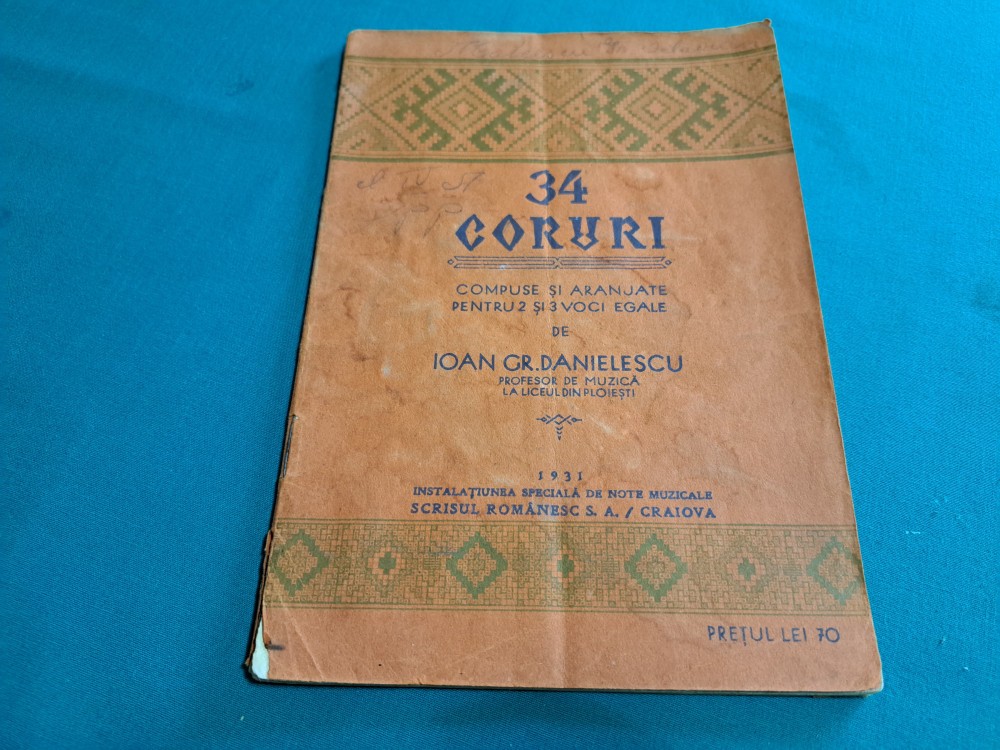 34
CORURI
COMPUSE ȘI ARANJATE
PENTRU 2 ȘI 3 VOCI EGALE
DE
IOAN GR. DANIELESCU
PROFESOR DE MUZICĂ
LA LICEUL DIN PLOIEȘTI
1931
INSTALAȚIUNEA SPECIALĂ DE NOTE MUZICALE
SCRISUL ROMÂNESC S. A. / CRAIOVA
PREȚUL LEI 70